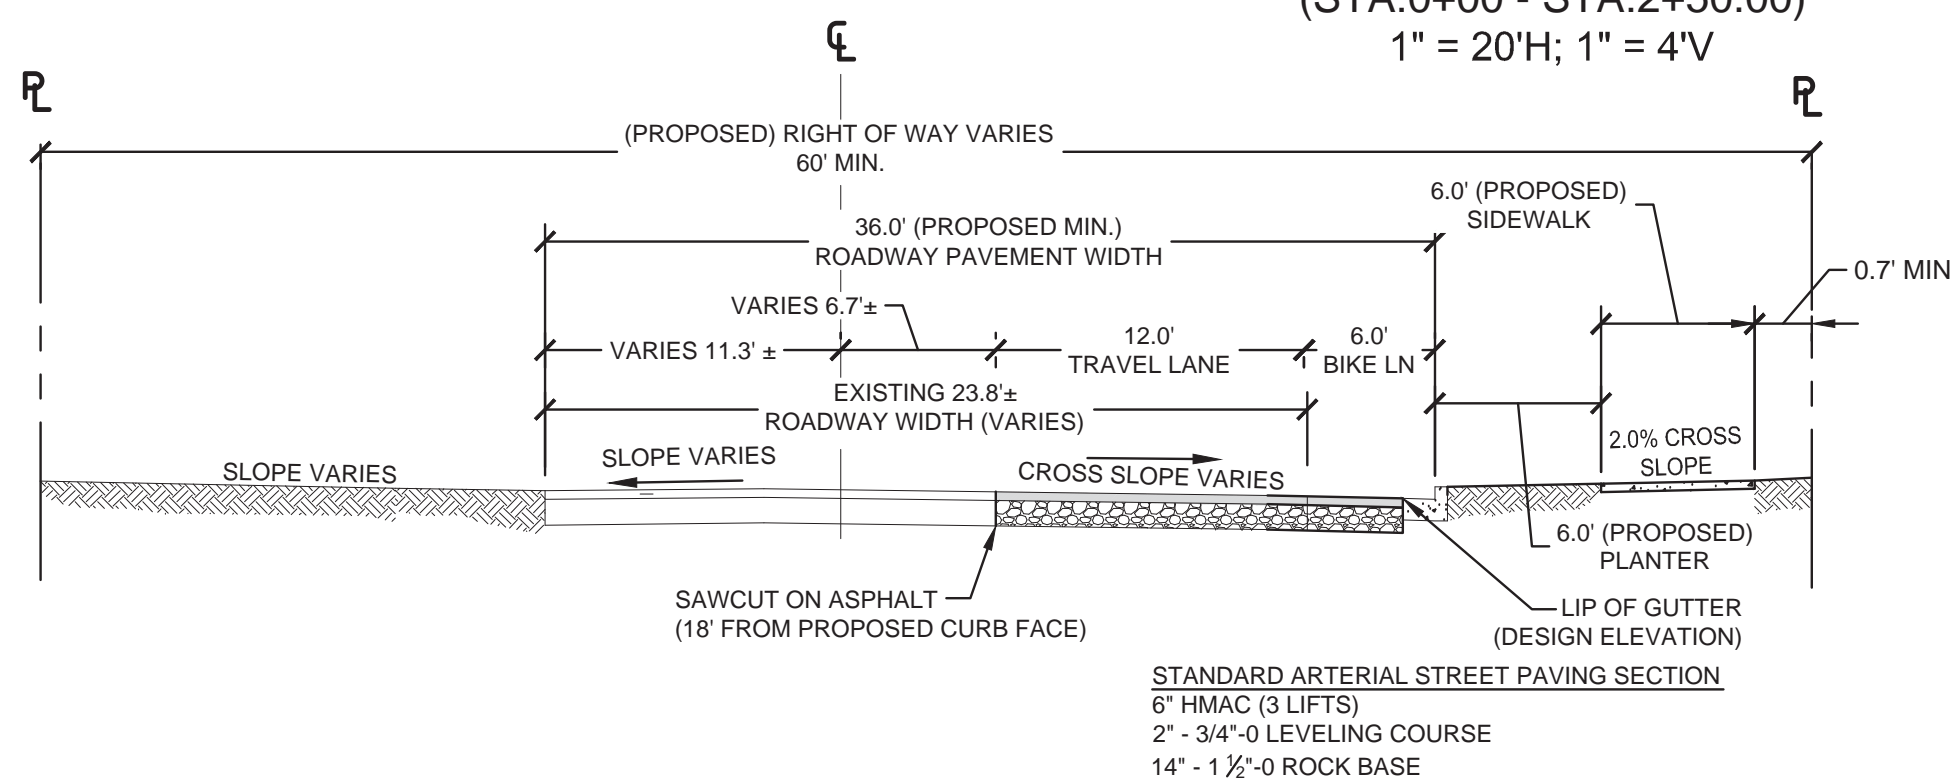 (STA.0+00 - STA.2+50.00)
1" = 20'H; 1" = 4'V
CL
PL
PL
(PROPOSED) RIGHT OF WAY VARIES
60' MIN.
6.0' (PROPOSED)
SIDEWALK
36.0' (PROPOSED MIN.)
ROADWAY PAVEMENT WIDTH
0.7' MIN
VARIES 6.7'±
VARIES 11.3' ±
12.0'
TRAVEL LANE
6.0'
BIKE LN
EXISTING 23.8'±
ROADWAY WIDTH (VARIES)
2.0% CROSS
SLOPE
SLOPE VARIES
SLOPE VARIES
CROSS SLOPE VARIES
6.0' (PROPOSED)
PLANTER
SAWCUT ON ASPHALT
(18' FROM PROPOSED CURB FACE)
LIP OF GUTTER
(DESIGN ELEVATION)
STANDARD ARTERIAL STREET PAVING SECTION
6" HMAC (3 LIFTS)
2" - 3/4"-0 LEVELING COURSE
14" - 1 ½"-0 ROCK BASE